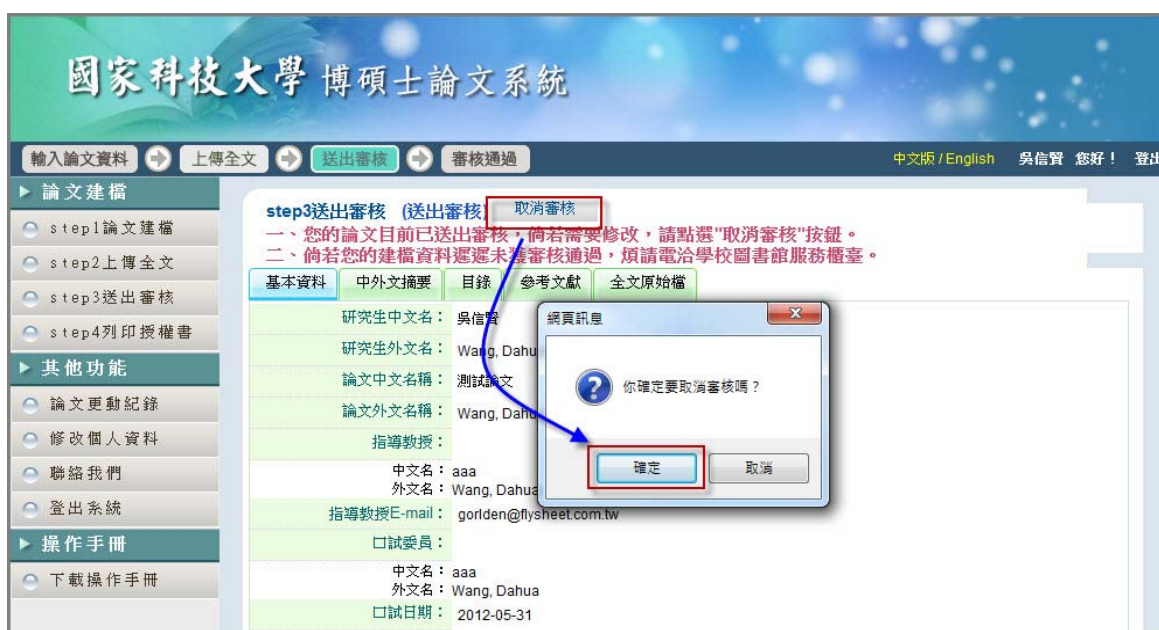 國家科技大學 博碩士論文系統
輸入論文資料 上傳全文 送出審核 審核通過 中文版 / English 吳信賢 您好！ 登出
論文建檔
step1論文建檔
step2上傳全文
step3送出審核
step4列印授權書
其他功能
論文更動紀錄
修改個人資料
聯絡我們
登出系統
操作手冊
下載操作手冊
step3送出審核 (送出審核) 取消審核
一、您的論文目前已送出審核，倘若需要修改，請點選"取消審核"按鈕。
二、倘若您的建檔資料遲遲未獲審核通過，煩請電洽學校圖書館服務櫃臺。
基本資料 中外文摘要 目錄 參考文獻 全文原始檔
研究生中文名： 吳信賢
研究生外文名： Wang, Dahu
論文中文名稱： 測試論文
論文外文名稱： Wang, Dahu
指導教授：
中文名： aaa
外文名： Wang, Dahua
指導教授E-mail： gorlden@flysheet.com.tw
口試委員：
中文名： aaa
外文名： Wang, Dahua
口試日期： 2012-05-31
網頁訊息
你確定要取消審核嗎？
確定 取消